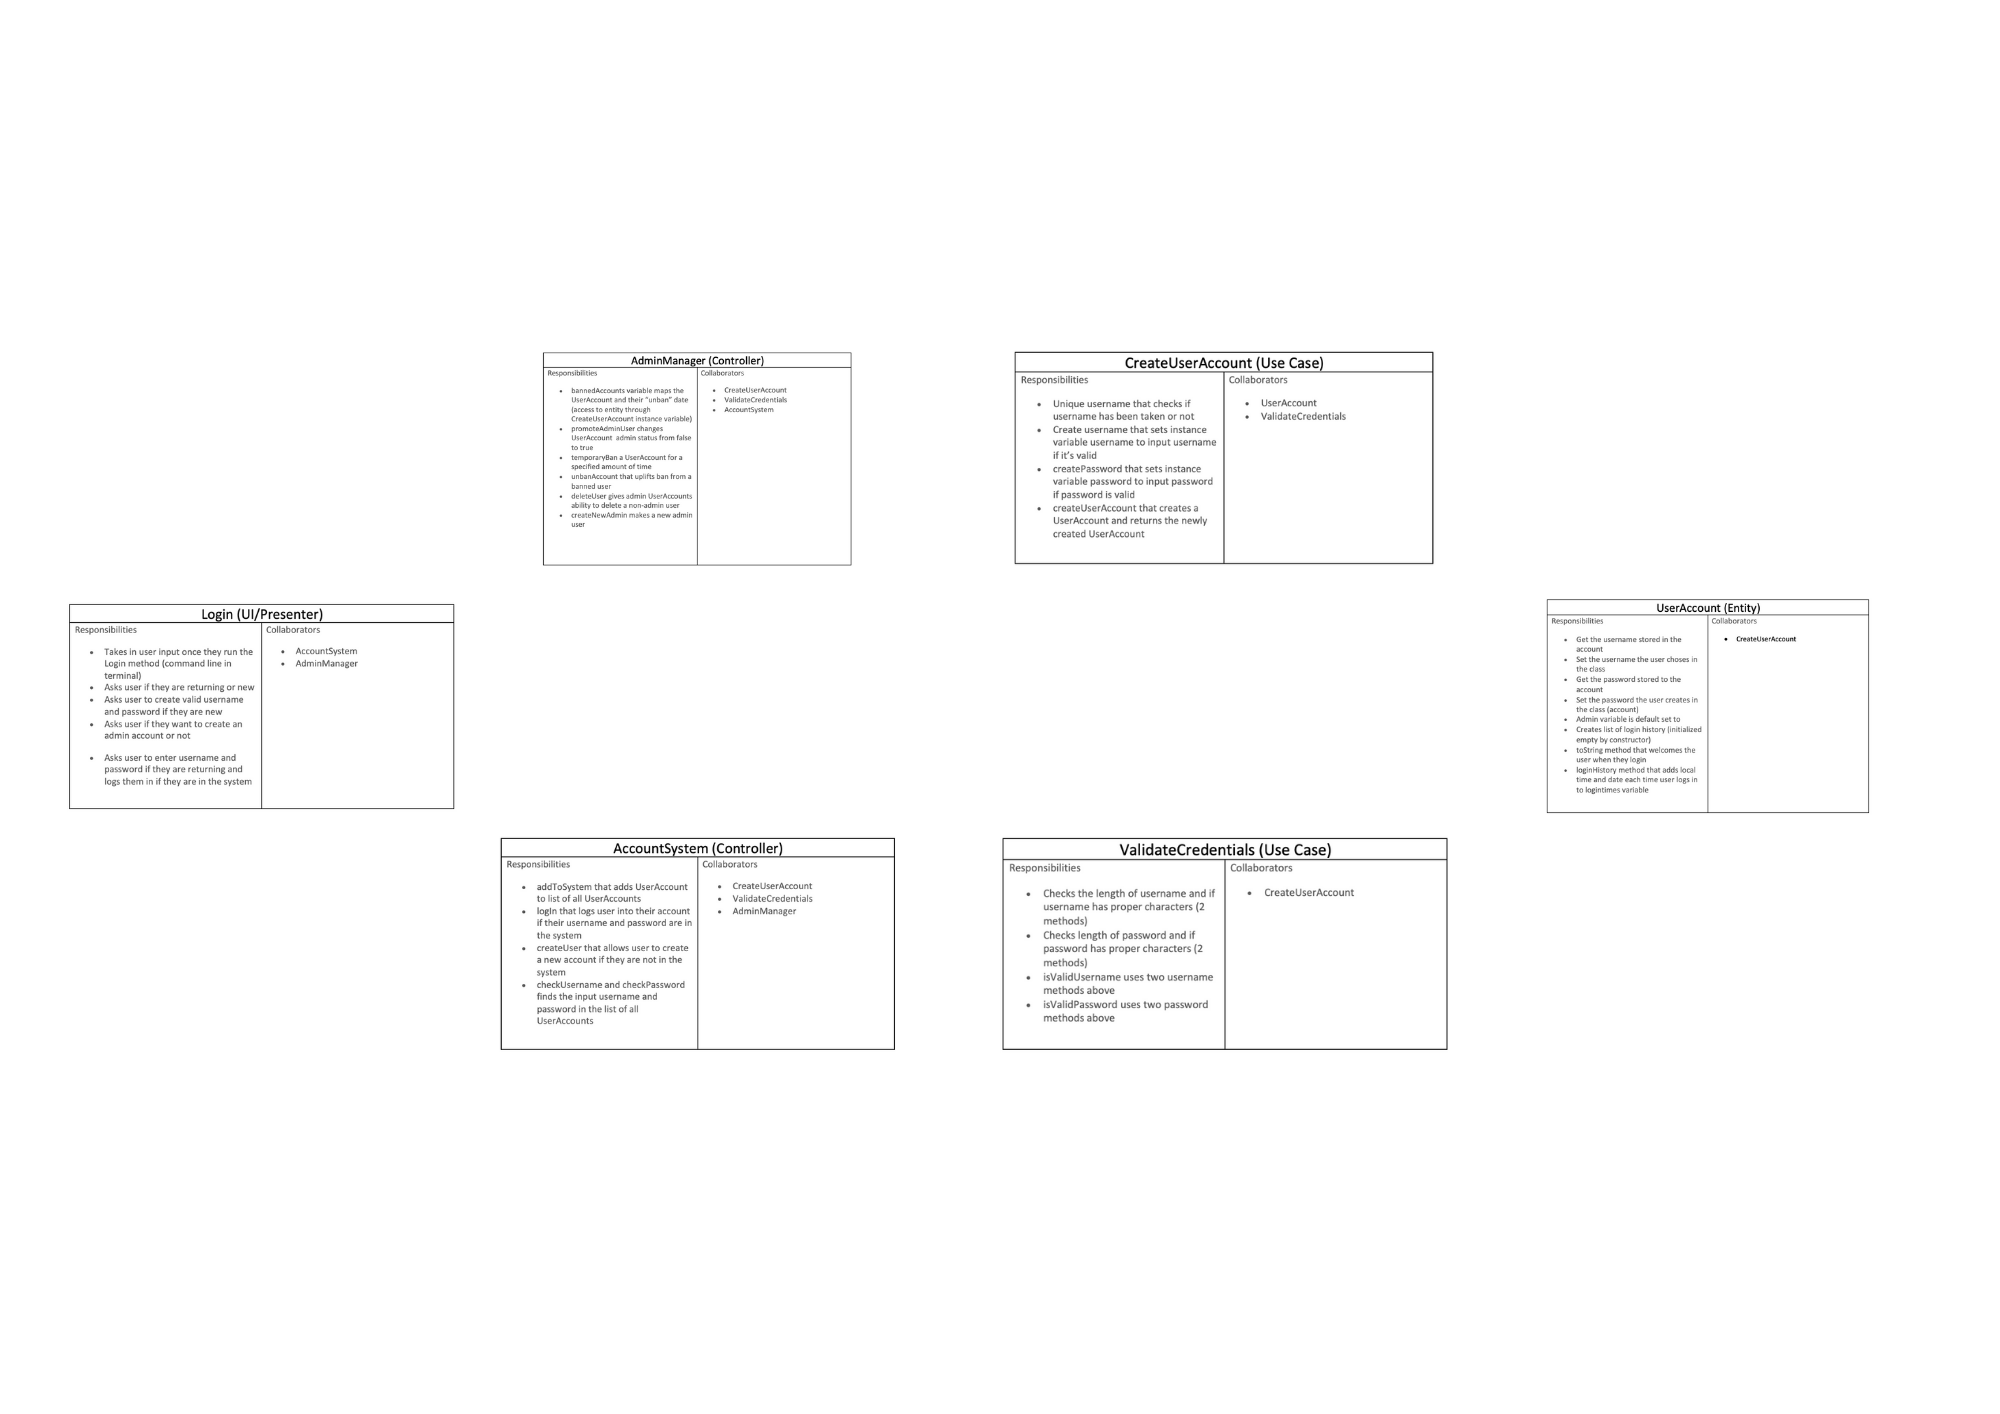 AdminManager (Controller)
Responsibilities
• bannedAccounts variable maps the
UserAccount and their “unban” date
(access to entity through
CreateUserAccount instance variable)
• promoteAdminUser changes
UserAccount admin status from false
to true
• temporaryBan a UserAccount for a
specified amount of time
• unbanAccount that uplifts ban from a
banned user
• deleteUser gives admin UserAccounts
ability to delete a non-admin user
• createNewAdmin makes a new admin
user
Collaborators
• CreateUserAccount
• ValidateCredentials
• AccountSystem
CreateUserAccount (Use Case)
Responsibilities
• Unique username that checks if
username has been taken or not
• Create username that sets instance
variable username to input username
if it’s valid
• createPassword that sets instance
variable password to input password
if password is valid
• createUserAccount that creates a
UserAccount and returns the newly
created UserAccount
Collaborators
• UserAccount
• ValidateCredentials
Login (UI/Presenter)
Responsibilities
• Takes in user input once they run the
Login method (command line in
terminal)
• Asks user if they are returning or new
• Asks user to create valid username
and password if they are new
• Asks user if they want to create an
admin account or not
• Asks user to enter username and
password if they are returning and
logs them in if they are in the system
Collaborators
• AccountSystem
• AdminManager
UserAccount (Entity)
Responsibilities
• Get the username stored in the
account
• Set the username the user choses in
the class
• Get the password stored to the
account
• Set the password the user creates in
the class (account)
• Admin variable is default set to
• Creates list of login history (initialized
empty by constructor)
• toString method that welcomes the
user when they login
• loginHistory method that adds local
time and date each time user logs in
to logintimes variable
Collaborators
• CreateUserAccount
AccountSystem (Controller)
Responsibilities
• addToSystem that adds UserAccount
to list of all UserAccounts
• logIn that logs user into their account
if their username and password are in
the system
• createUser that allows user to create
a new account if they are not in the
system
• checkUsername and checkPassword
finds the input username and
password in the list of all
UserAccounts
Collaborators
• CreateUserAccount
• ValidateCredentials
• AdminManager
ValidateCredentials (Use Case)
Responsibilities
• Checks the length of username and if
username has proper characters (2
methods)
• Checks length of password and if
password has proper characters (2
methods)
• isValidUsername uses two username
methods above
• isValidPassword uses two password
methods above
Collaborators
• CreateUserAccount